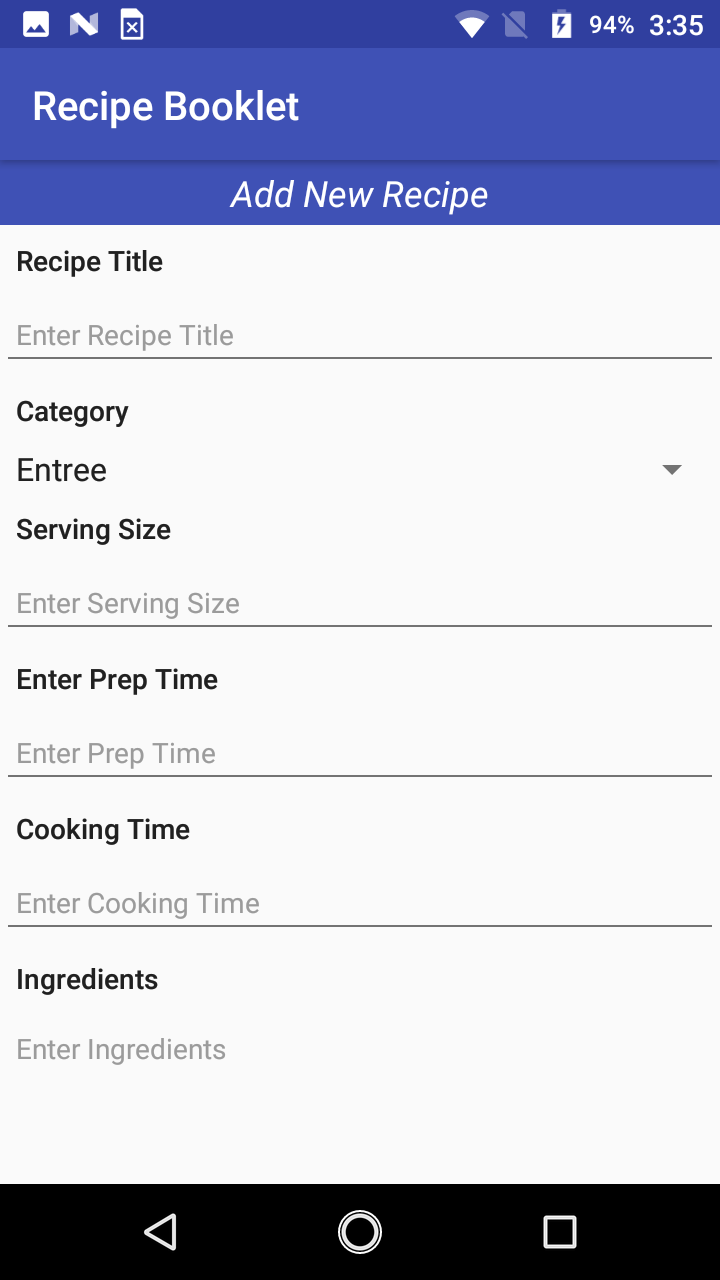 94% 3:35
Recipe Booklet
Add New Recipe
Recipe Title
Enter Recipe Title
Category
Entree
Serving Size
Enter Serving Size
Enter Prep Time
Enter Prep Time
Cooking Time
Enter Cooking Time
Ingredients
Enter Ingredients